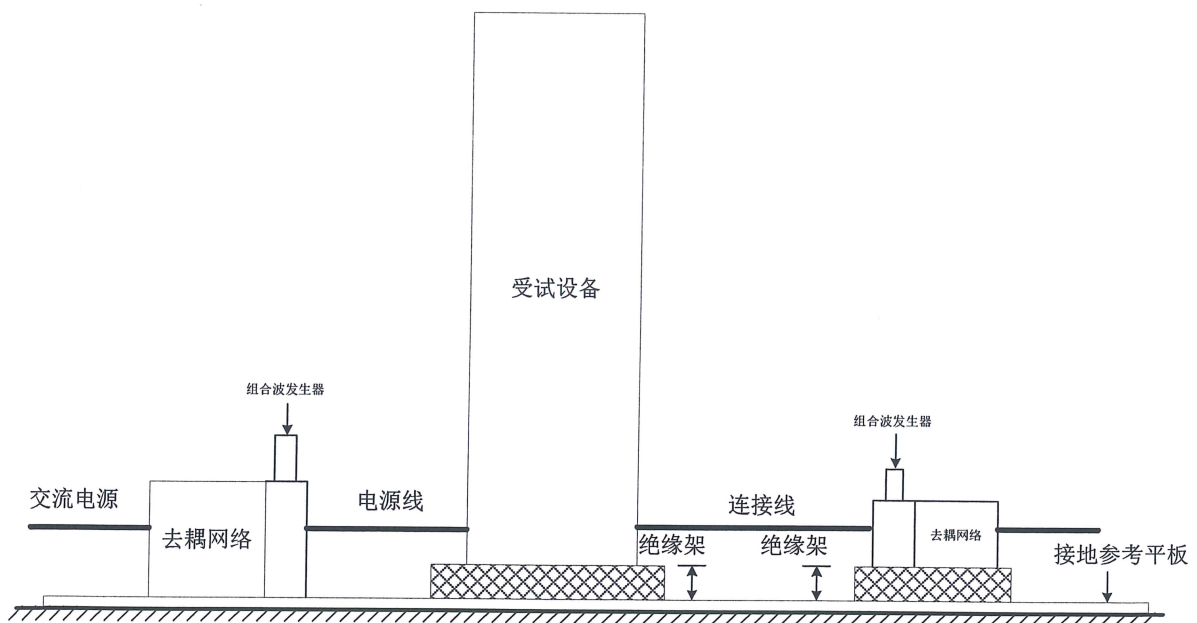 受试设备
组合波发生器
组合波发生器
交流电源
电源线
连接线
去耦网络
去耦网络
绝缘架
绝缘架
接地参考平板